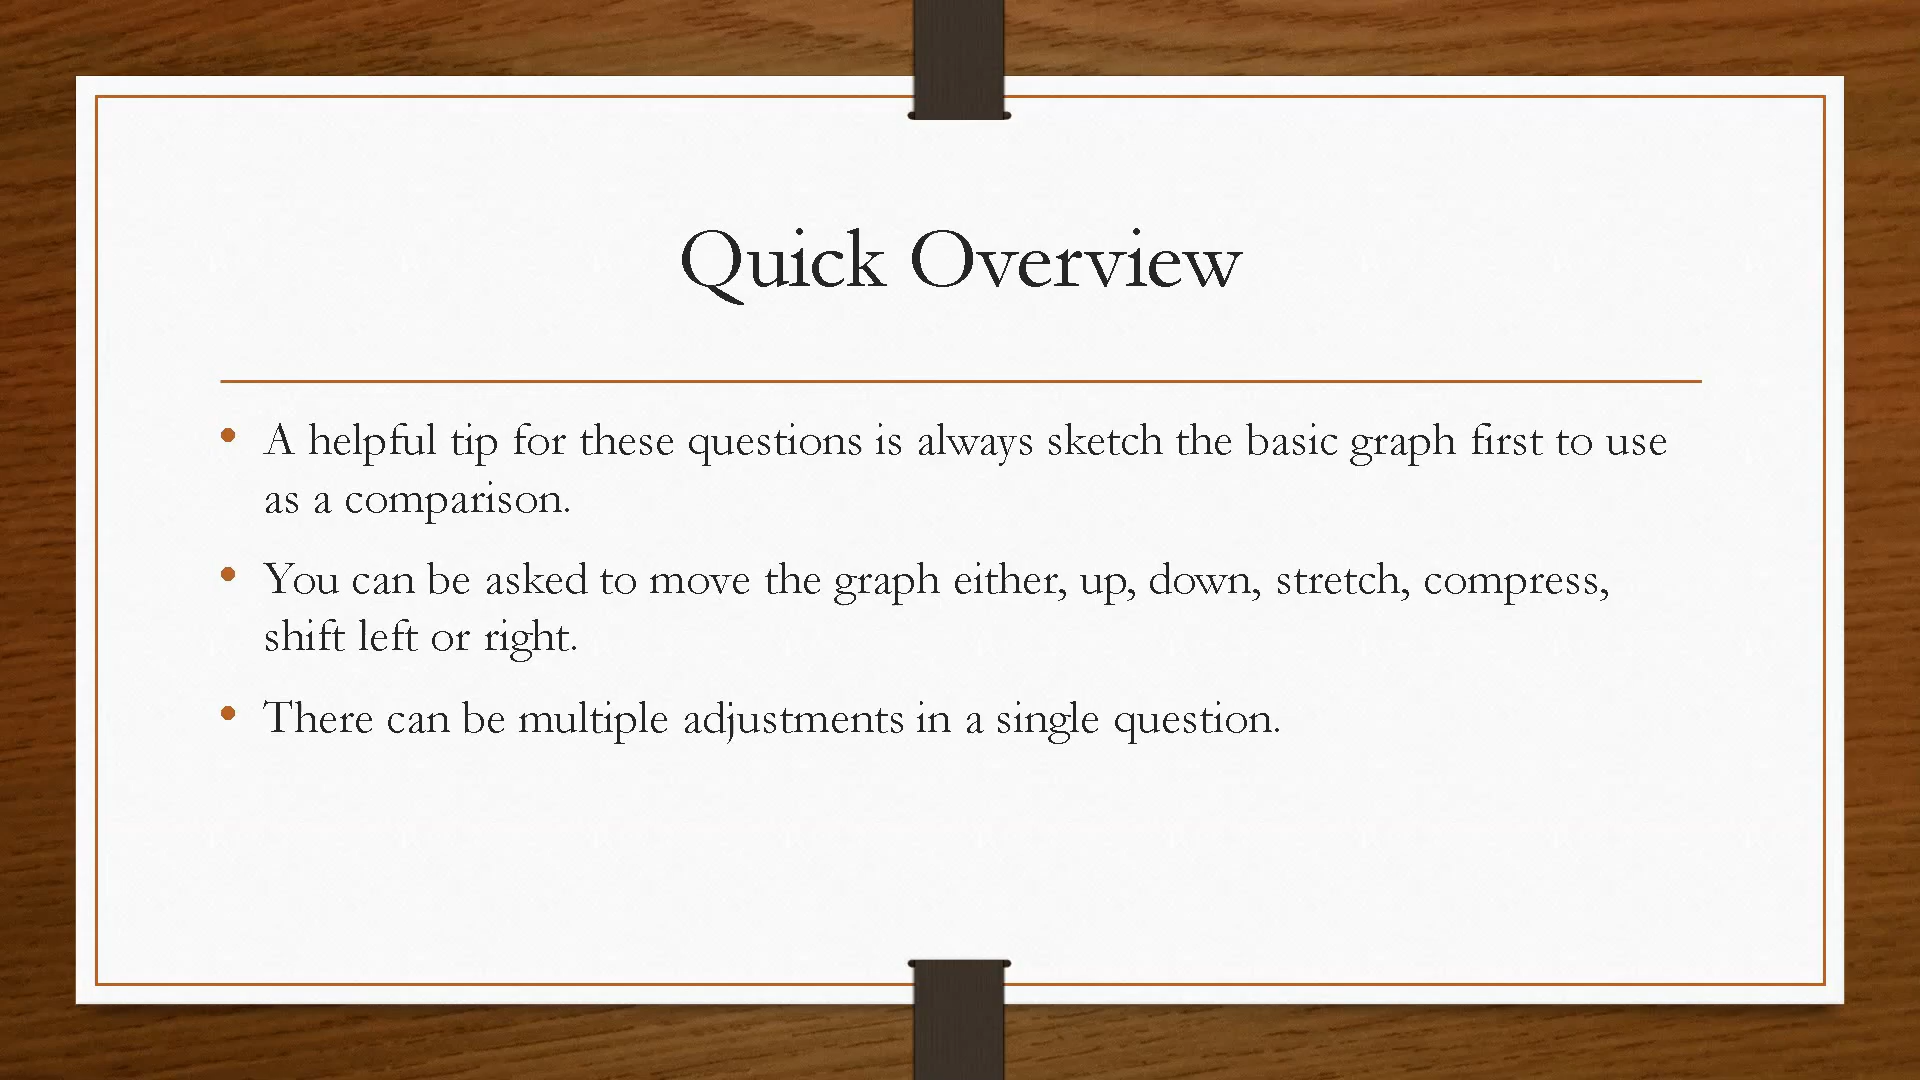 Quick Overview
• A helpful tip for these questions is always sketch the basic graph first to use
as a comparison.
• You can be asked to move the graph either, up, down, stretch, compress,
shift left or right.
• There can be multiple adjustments in a single question.